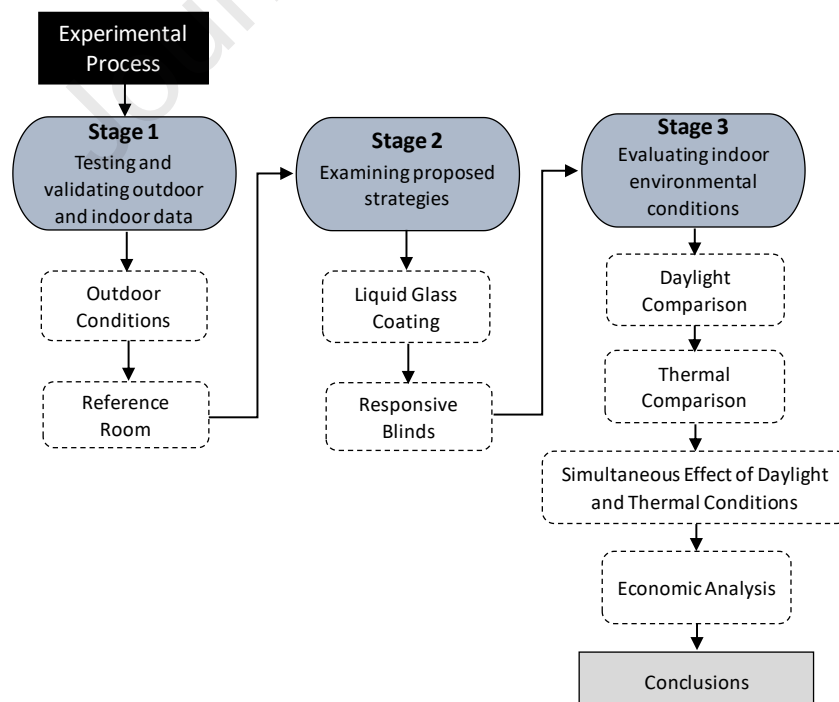 Experimental
Process
Stage 1
Testing and
validating outdoor
and indoor data
Outdoor
Conditions
Reference
Room
Stage 2
Examining proposed
strategies
Liquid Glass
Coating
Responsive
Blinds
Stage 3
Evaluating indoor
environmental
conditions
Daylight
Comparison
Thermal
Comparison
Simultaneous Effect of Daylight
and Thermal Conditions
Economic Analysis
Conclusions